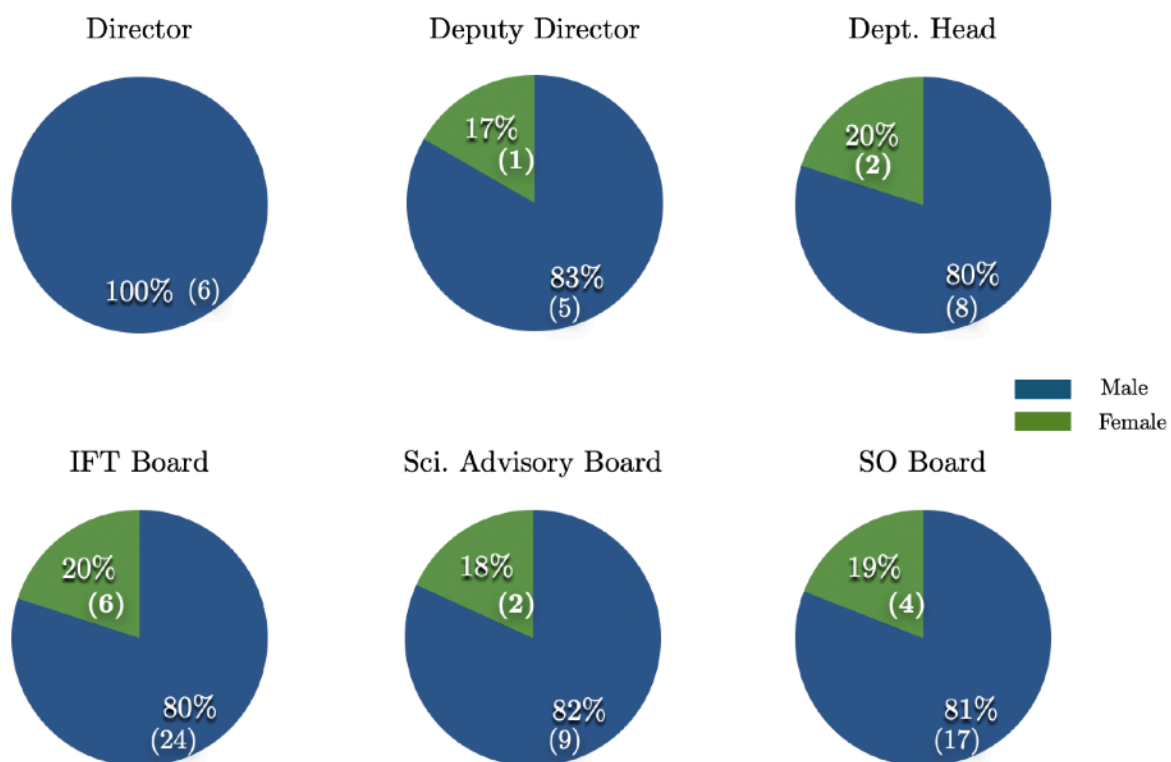 Director
Deputy Director
Dept. Head
17%
(1)
20%
(2)
100% (6)
83%
(5)
80%
(8)
Male
Female
IFT Board
Sci. Advisory Board
SO Board
20%
(6)
18%
(2)
19%
(4)
80%
(24)
82%
(9)
81%
(17)